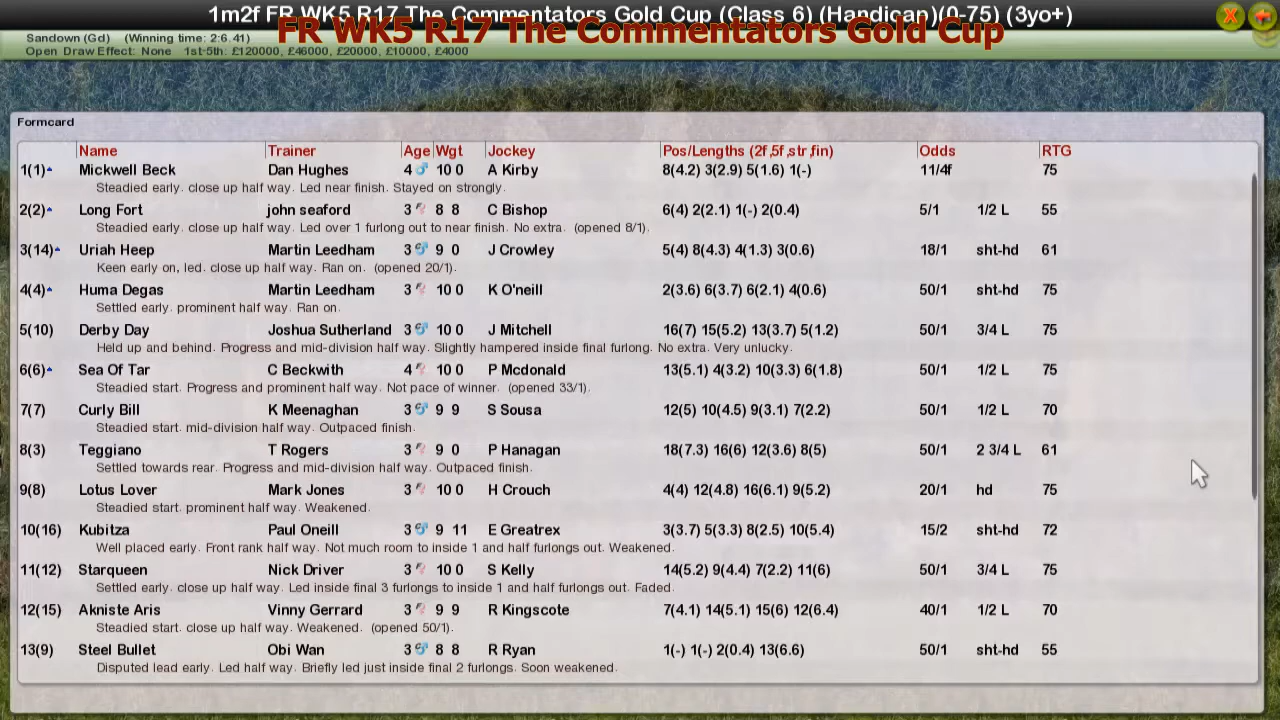 1m2f FR WK5 R17 The Commentators Gold Cup (Class 6) (Handicap)(0-75) (3yo+)
FR WK5 R17 The Commentators Gold Cup
Sandown (Gd) (Winning time: 2:6.41)
Open Draw Effect: None 1st-5th: £120000, £46000, £20000, £10000, £4000
Formcard
Name Trainer Age Wgt Jockey Pos/Lengths (2f,5f,str,fin) Odds RTG
1(1) Mickwell Beck Dan Hughes 4 10 0 A Kirby 8(4.2) 3(2.9) 5(1.6) 1(-) 11/4f 75
Steadied early. close up half way. Led near finish. Stayed on strongly.
2(2) Long Fort john seaford 3 8 8 C Bishop 6(4) 2(2.1) 1(-) 2(0.4) 5/1 1/2 L 55
Steadied early. close up half way. Led over 1 furlong out to near finish. No extra. (opened 8/1).
3(14) Uriah Heep Martin Leedham 3 9 0 J Crowley 5(4) 8(4.3) 4(1.3) 3(0.6) 18/1 sht-hd 61
Keen early on, led. close up half way. Ran on. (opened 20/1).
4(4) Huma Degas Martin Leedham 3 10 0 K O'neill 2(3.6) 6(3.7) 6(2.1) 4(0.6) 50/1 sht-hd 75
Settled early. prominent half way. Ran on.
5(10) Derby Day Joshua Sutherland 3 10 0 J Mitchell 16(7) 15(5.2) 13(3.7) 5(1.2) 50/1 3/4 L 75
Held up and behind. Progress and mid-division half way. Slightly hampered inside final furlong. No extra. Very unlucky.
6(6) Sea Of Tar C Beckwith 4 10 0 P Mcdonald 13(5.1) 4(3.2) 10(3.3) 6(1.8) 50/1 1/2 L 75
Steadied start. Progress and prominent half way. Not pace of winner. (opened 33/1).
7(7) Curly Bill K Meenaghan 3 9 9 S Sousa 12(5) 10(4.5) 9(3.1) 7(2.2) 50/1 1/2 L 70
Steadied start. mid-division half way. Outpaced finish.
8(3) Teggiano T Rogers 3 9 0 P Hanagan 18(7.3) 16(6) 12(3.6) 8(5) 50/1 2 3/4 L 61
Settled towards rear. Progress and mid-division half way. Outpaced finish.
9(8) Lotus Lover Mark Jones 3 10 0 H Crouch 4(4) 12(4.8) 16(6.1) 9(5.2) 20/1 hd 75
Steadied start. prominent half way. Weakened.
10(16) Kubitza Paul Oneill 3 9 11 E Greatrex 3(3.7) 5(3.3) 8(2.5) 10(5.4) 15/2 sht-hd 72
Well placed early. Front rank half way. Not much room to inside 1 and half furlongs out. Weakened.
11(12) Starqueen Nick Driver 3 10 0 S Kelly 14(5.2) 9(4.4) 7(2.2) 11(6) 50/1 3/4 L 75
Settled early. close up half way. Led inside final 3 furlongs to inside 1 and half furlongs out. Faded.
12(15) Akniste Aris Vinny Gerrard 3 9 9 R Kingscote 7(4.1) 14(5.1) 15(6) 12(6.4) 40/1 1/2 L 70
Steadied start. close up half way. Weakened. (opened 50/1).
13(9) Steel Bullet Obi Wan 3 8 8 R Ryan 1(-) 1(-) 2(0.4) 13(6.6) 50/1 sht-hd 55
Disputed lead early. Led half way. Briefly led just inside final 2 furlongs. Soon weakened.